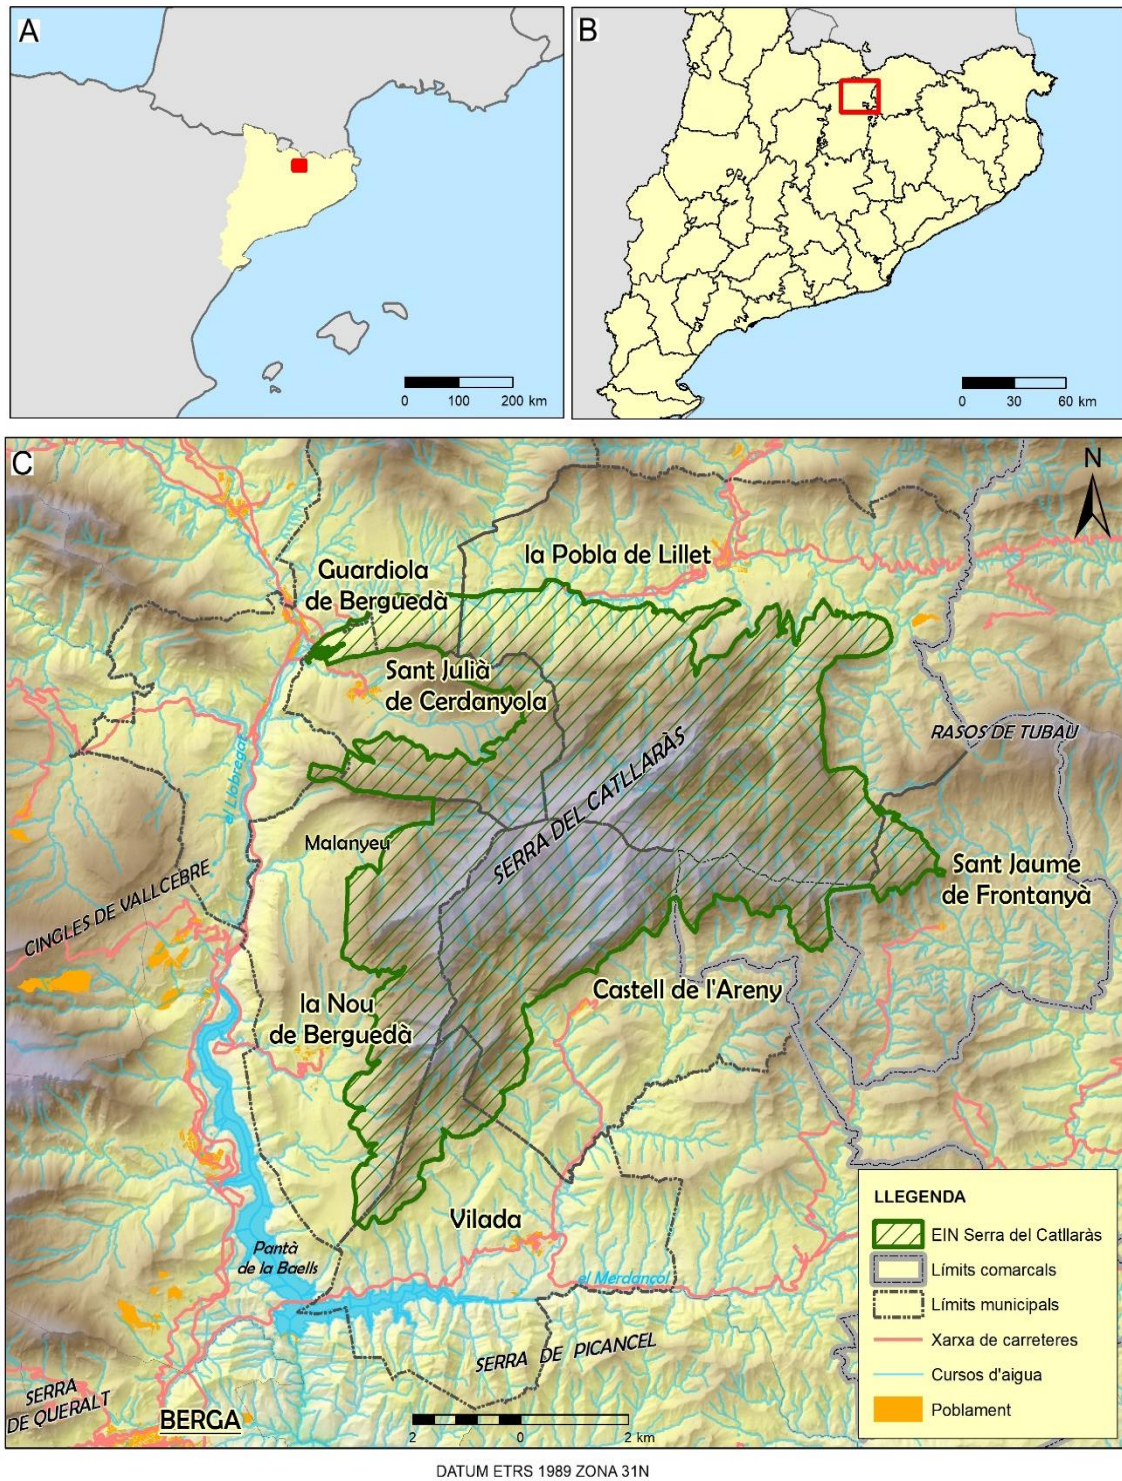 A
0 100 200 km
B
0 30 60 km
C
N
la Pobla de Lillet
Guardiola
de Berguedà
Sant Julià
de Cerdanyola
RASOS DE TUBAU
el Llobregat
SERRA DEL CATLLARÀS
Malanyeu
Sant Jaume
de Frontanyà
CINGLES DE VALLCEBRE
Castell de l'Areny
la Nou
de Berguedà
Vilada
Pantà
de la Baells
el Merdançol
SERRA DE PICANCEL
SERRA
DE QUERALT
BERGA
2 0 2 km
LLEGENDA
EIN Serra del Catllaràs
Límits comarcals
Límits municipals
Xarxa de carreteres
Cursos d'aigua
Poblament
DATUM ETRS 1989 ZONA 31N